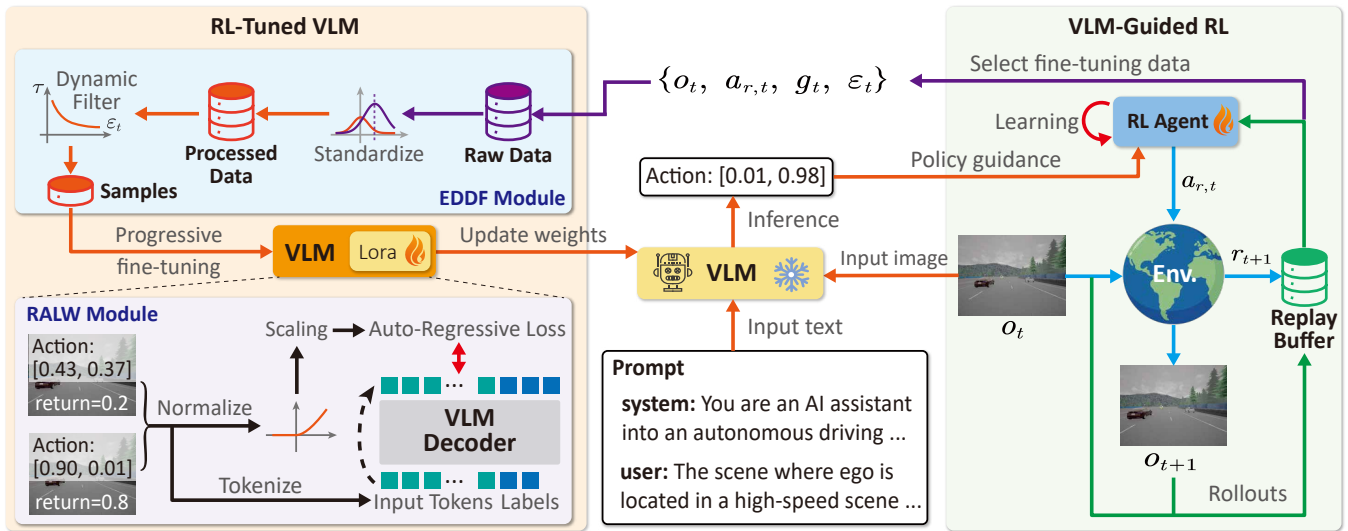 RL-Tuned VLM
Dynamic
Filter
τ
ε_t
Processed
Data
Standardize
Raw Data
Samples
EDDF Module
{o_t, a_{r,t}, g_t, ε_t}
Progressive
fine-tuning
VLM
Lora
Update weights
RALW Module
Action:
[0.43, 0.37]
return=0.2
Action:
[0.90, 0.01]
return=0.8
Normalize
Tokenize
Scaling
Auto-Regressive Loss
...
VLM
Decoder
...
Input Tokens Labels
Action: [0.01, 0.98]
Inference
VLM
Input text
Input image
Policy guidance
Prompt
system: You are an AI assistant
into an autonomous driving ...
user: The scene where ego is
located in a high-speed scene ...
VLM-Guided RL
Select fine-tuning data
Learning
RL Agent
a_{r,t}
o_t
Env.
r_{t+1}
Replay
Buffer
o_{t+1}
Rollouts